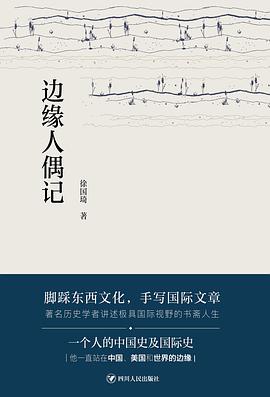 边缘人偶记
徐国琦 著
脚踩东西文化，手写国际文章
著名历史学者讲述极具国际视野的书斋人生
一个人的中国史及国际史
|他一直站在中国、美国和世界的边缘|
四川人民出版社